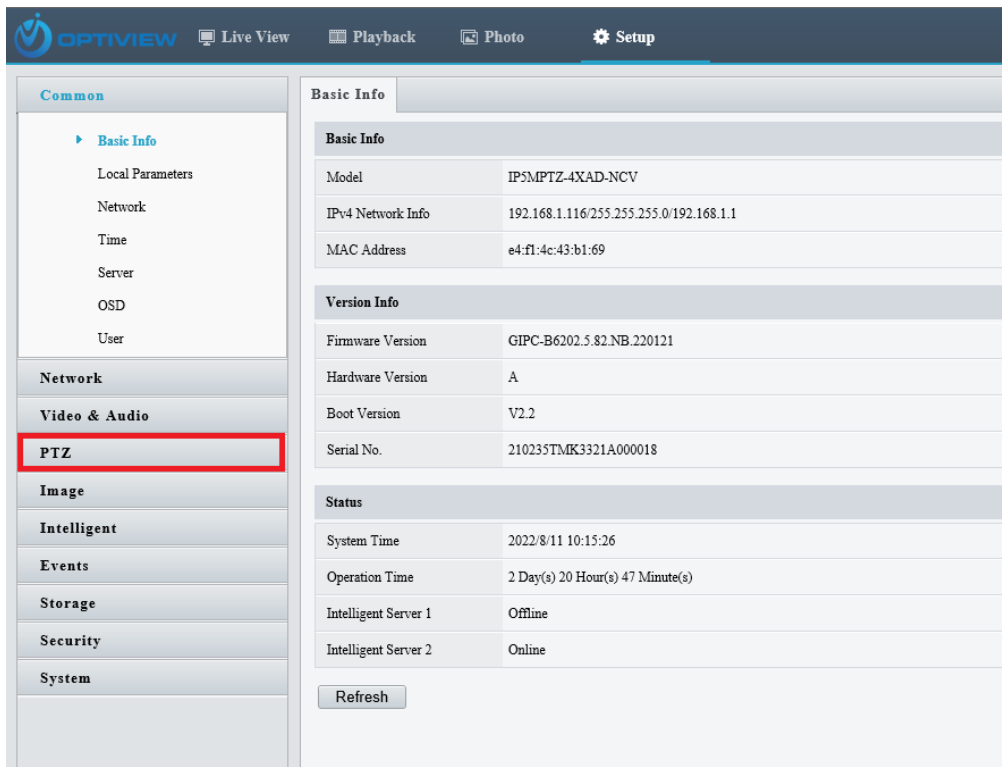 OPTIVIEW Live View Playback Photo Setup
Common
Basic Info
Local Parameters
Network
Time
Server
OSD
User
Network
Video & Audio
PTZ
Image
Intelligent
Events
Storage
Security
System
Basic Info
Basic Info
Model IP5MPTZ-4XAD-NCV
IPv4 Network Info 192.168.1.116/255.255.255.0/192.168.1.1
MAC Address e4:f1:4c:43:b1:69
Version Info
Firmware Version GIPC-B6202.5.82.NB.220121
Hardware Version A
Boot Version V2.2
Serial No. 210235TMK3321A000018
Status
System Time 2022/8/11 10:15:26
Operation Time 2 Day(s) 20 Hour(s) 47 Minute(s)
Intelligent Server 1 Offline
Intelligent Server 2 Online
Refresh